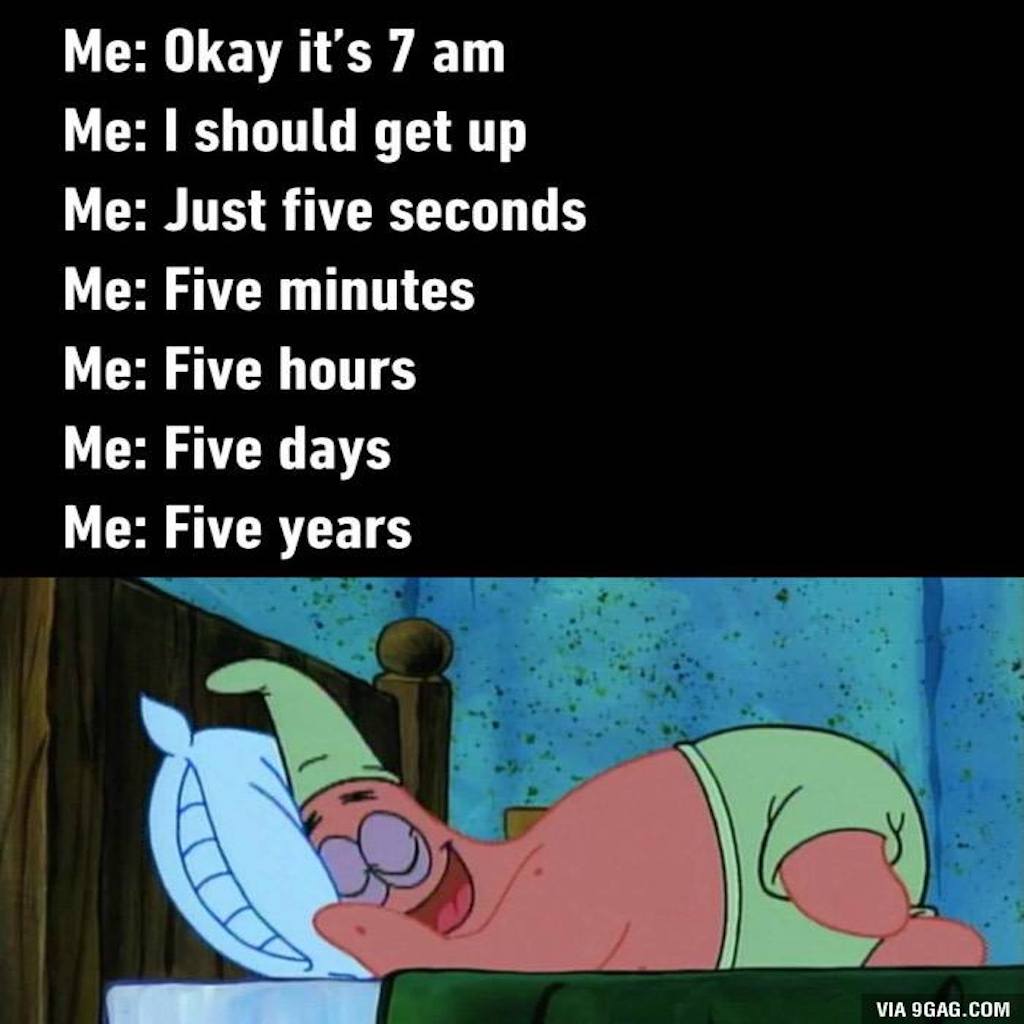 Me: Okay it’s 7 am
Me: I should get up
Me: Just five seconds
Me: Five minutes
Me: Five hours
Me: Five days
Me: Five years
VIA 9GAG.COM